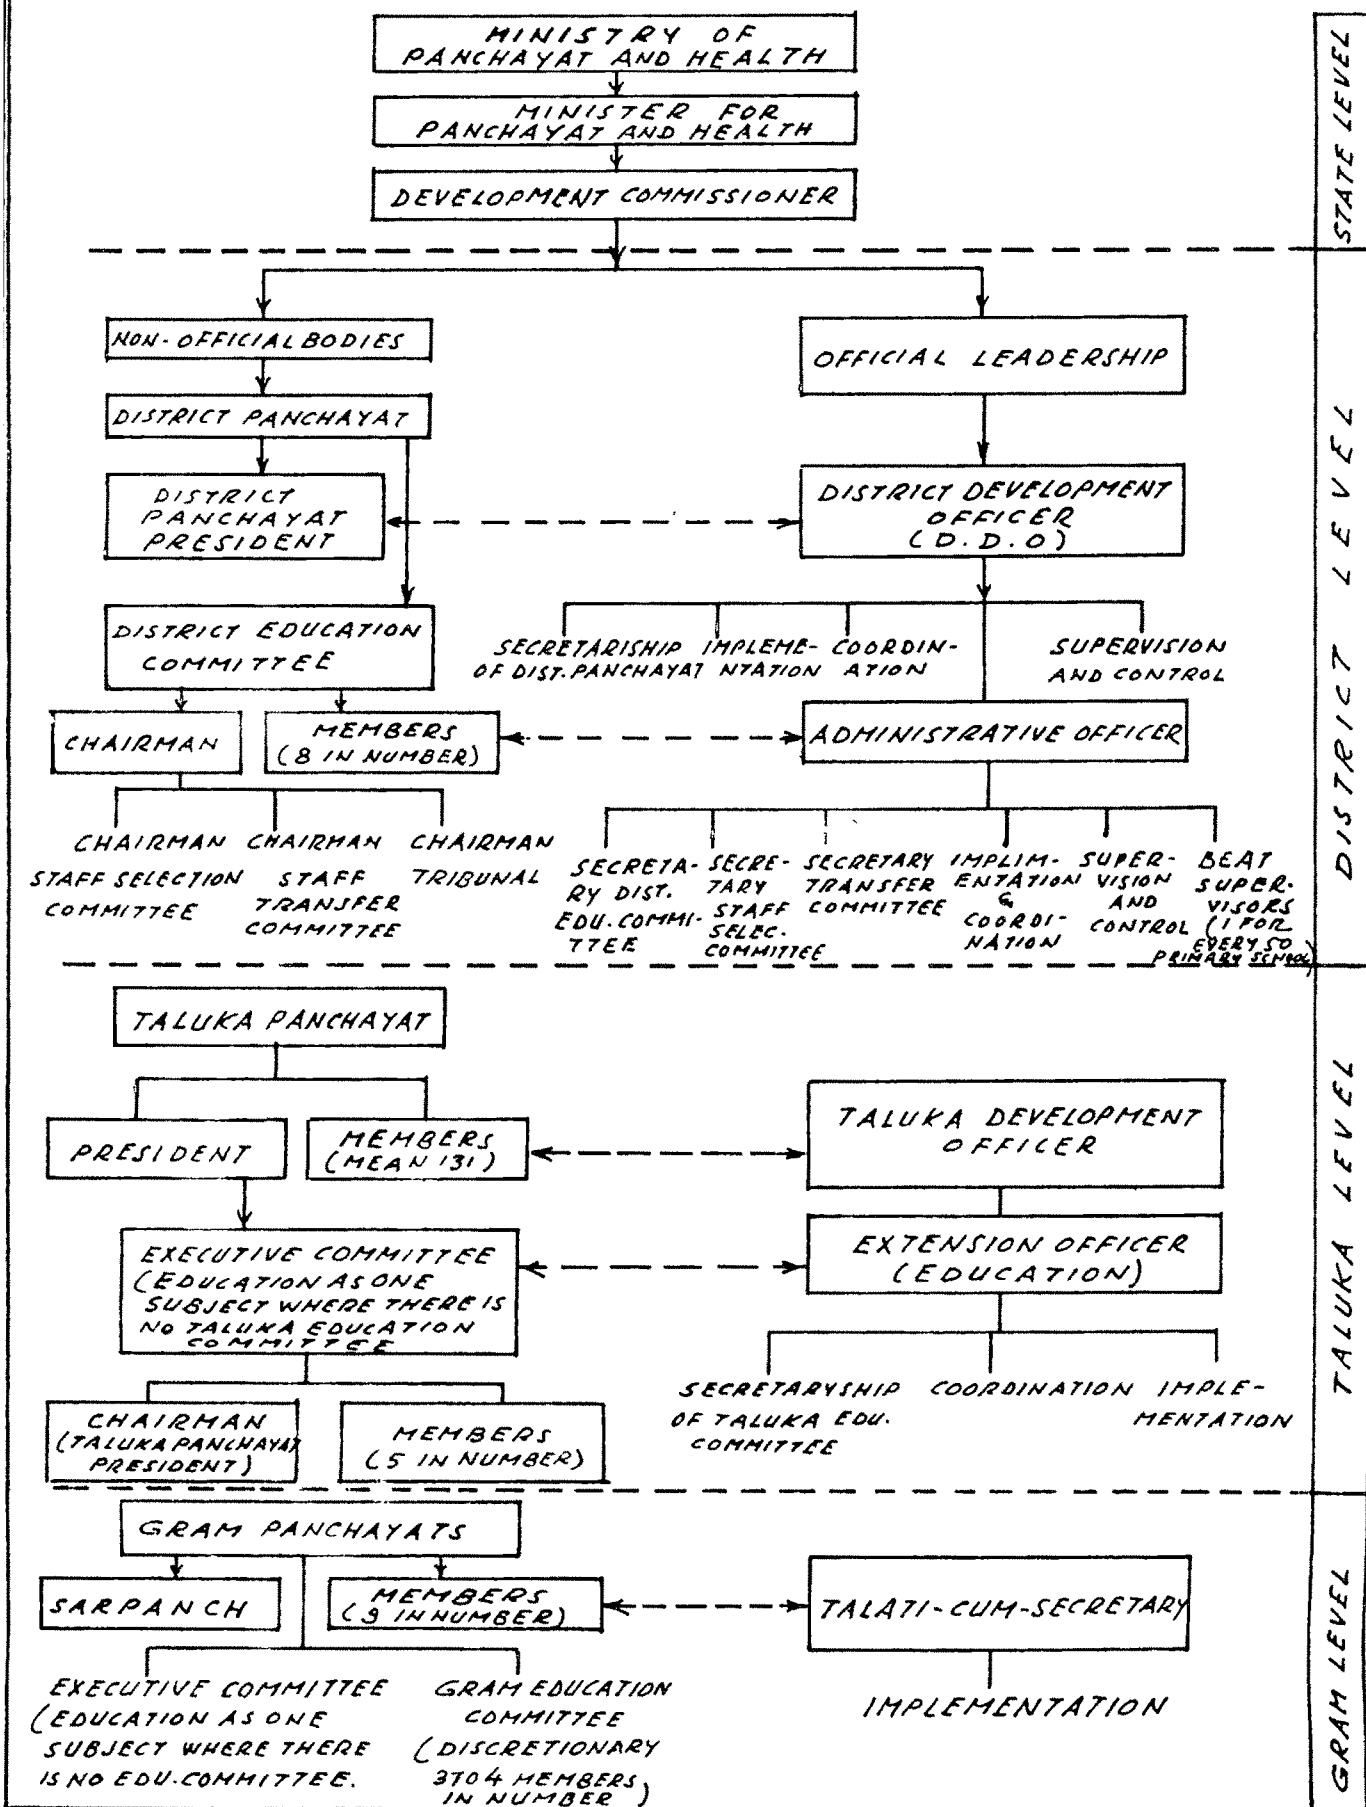 MINISTRY OF
PANCHAYAT AND HEALTH
MINISTER FOR
PANCHAYAT AND HEALTH
DEVELOPMENT COMMISSIONER
STATE LEVEL
NON-OFFICIAL BODIES
OFFICIAL LEADERSHIP
DISTRICT PANCHAYAT
DISTRICT
PANCHAYAT
PRESIDENT
DISTRICT DEVELOPMENT
OFFICER
(D.D.O)
DISTRICT EDUCATION
COMMITTEE
SECRETARISHIP
OF DIST. PANCHAYAT
IMPLEME-
NTATION
COORDIN-
ATION
SUPERVISION
AND CONTROL
CHAIRMAN
MEMBERS
(8 IN NUMBER)
ADMINISTRATIVE OFFICER
CHAIRMAN
STAFF SELECTION
COMMITTEE
CHAIRMAN
STAFF
TRANSFER
COMMITTEE
CHAIRMAN
TRIBUNAL
SECRETA-
RY DIST.
EDU. COMMI-
TTEE
SECRE-
TARY
STAFF
SELEC.
COMMITTEE
SECRETARY
TRANSFER
COMMITTEE
IMPLIM-
ENTATION
&
COORDI-
NATION
SUPER-
VISION
AND
CONTROL
BEAT
SUPER-
VISORS
(1 FOR
EVERY 50
PRIMARY SCHOOL)
DISTRICT LEVEL
TALUKA PANCHAYAT
PRESIDENT
MEMBERS
(MEAN 131)
TALUKA DEVELOPMENT
OFFICER
EXECUTIVE COMMITTEE
(EDUCATION AS ONE
SUBJECT WHERE THERE IS
NO TALUKA EDUCATION
COMMITTEE
EXTENSION OFFICER
(EDUCATION)
SECRETARYSHIP
OF TALUKA EDU.
COMMITTEE
COORDINATION
IMPLE-
MENTATION
CHAIRMAN
(TALUKA PANCHAYAT
PRESIDENT)
MEMBERS
(5 IN NUMBER)
TALUKA LEVEL
GRAM PANCHAYATS
SARPANCH
MEMBERS
(9 IN NUMBER)
TALATI-CUM-SECRETARY
EXECUTIVE COMMITTEE
(EDUCATION AS ONE
SUBJECT WHERE THERE
IS NO EDU. COMMITTEE.
GRAM EDUCATION
COMMITTEE
(DISCRETIONARY
3TO4 MEMBERS
IN NUMBER)
IMPLEMENTATION
GRAM LEVEL